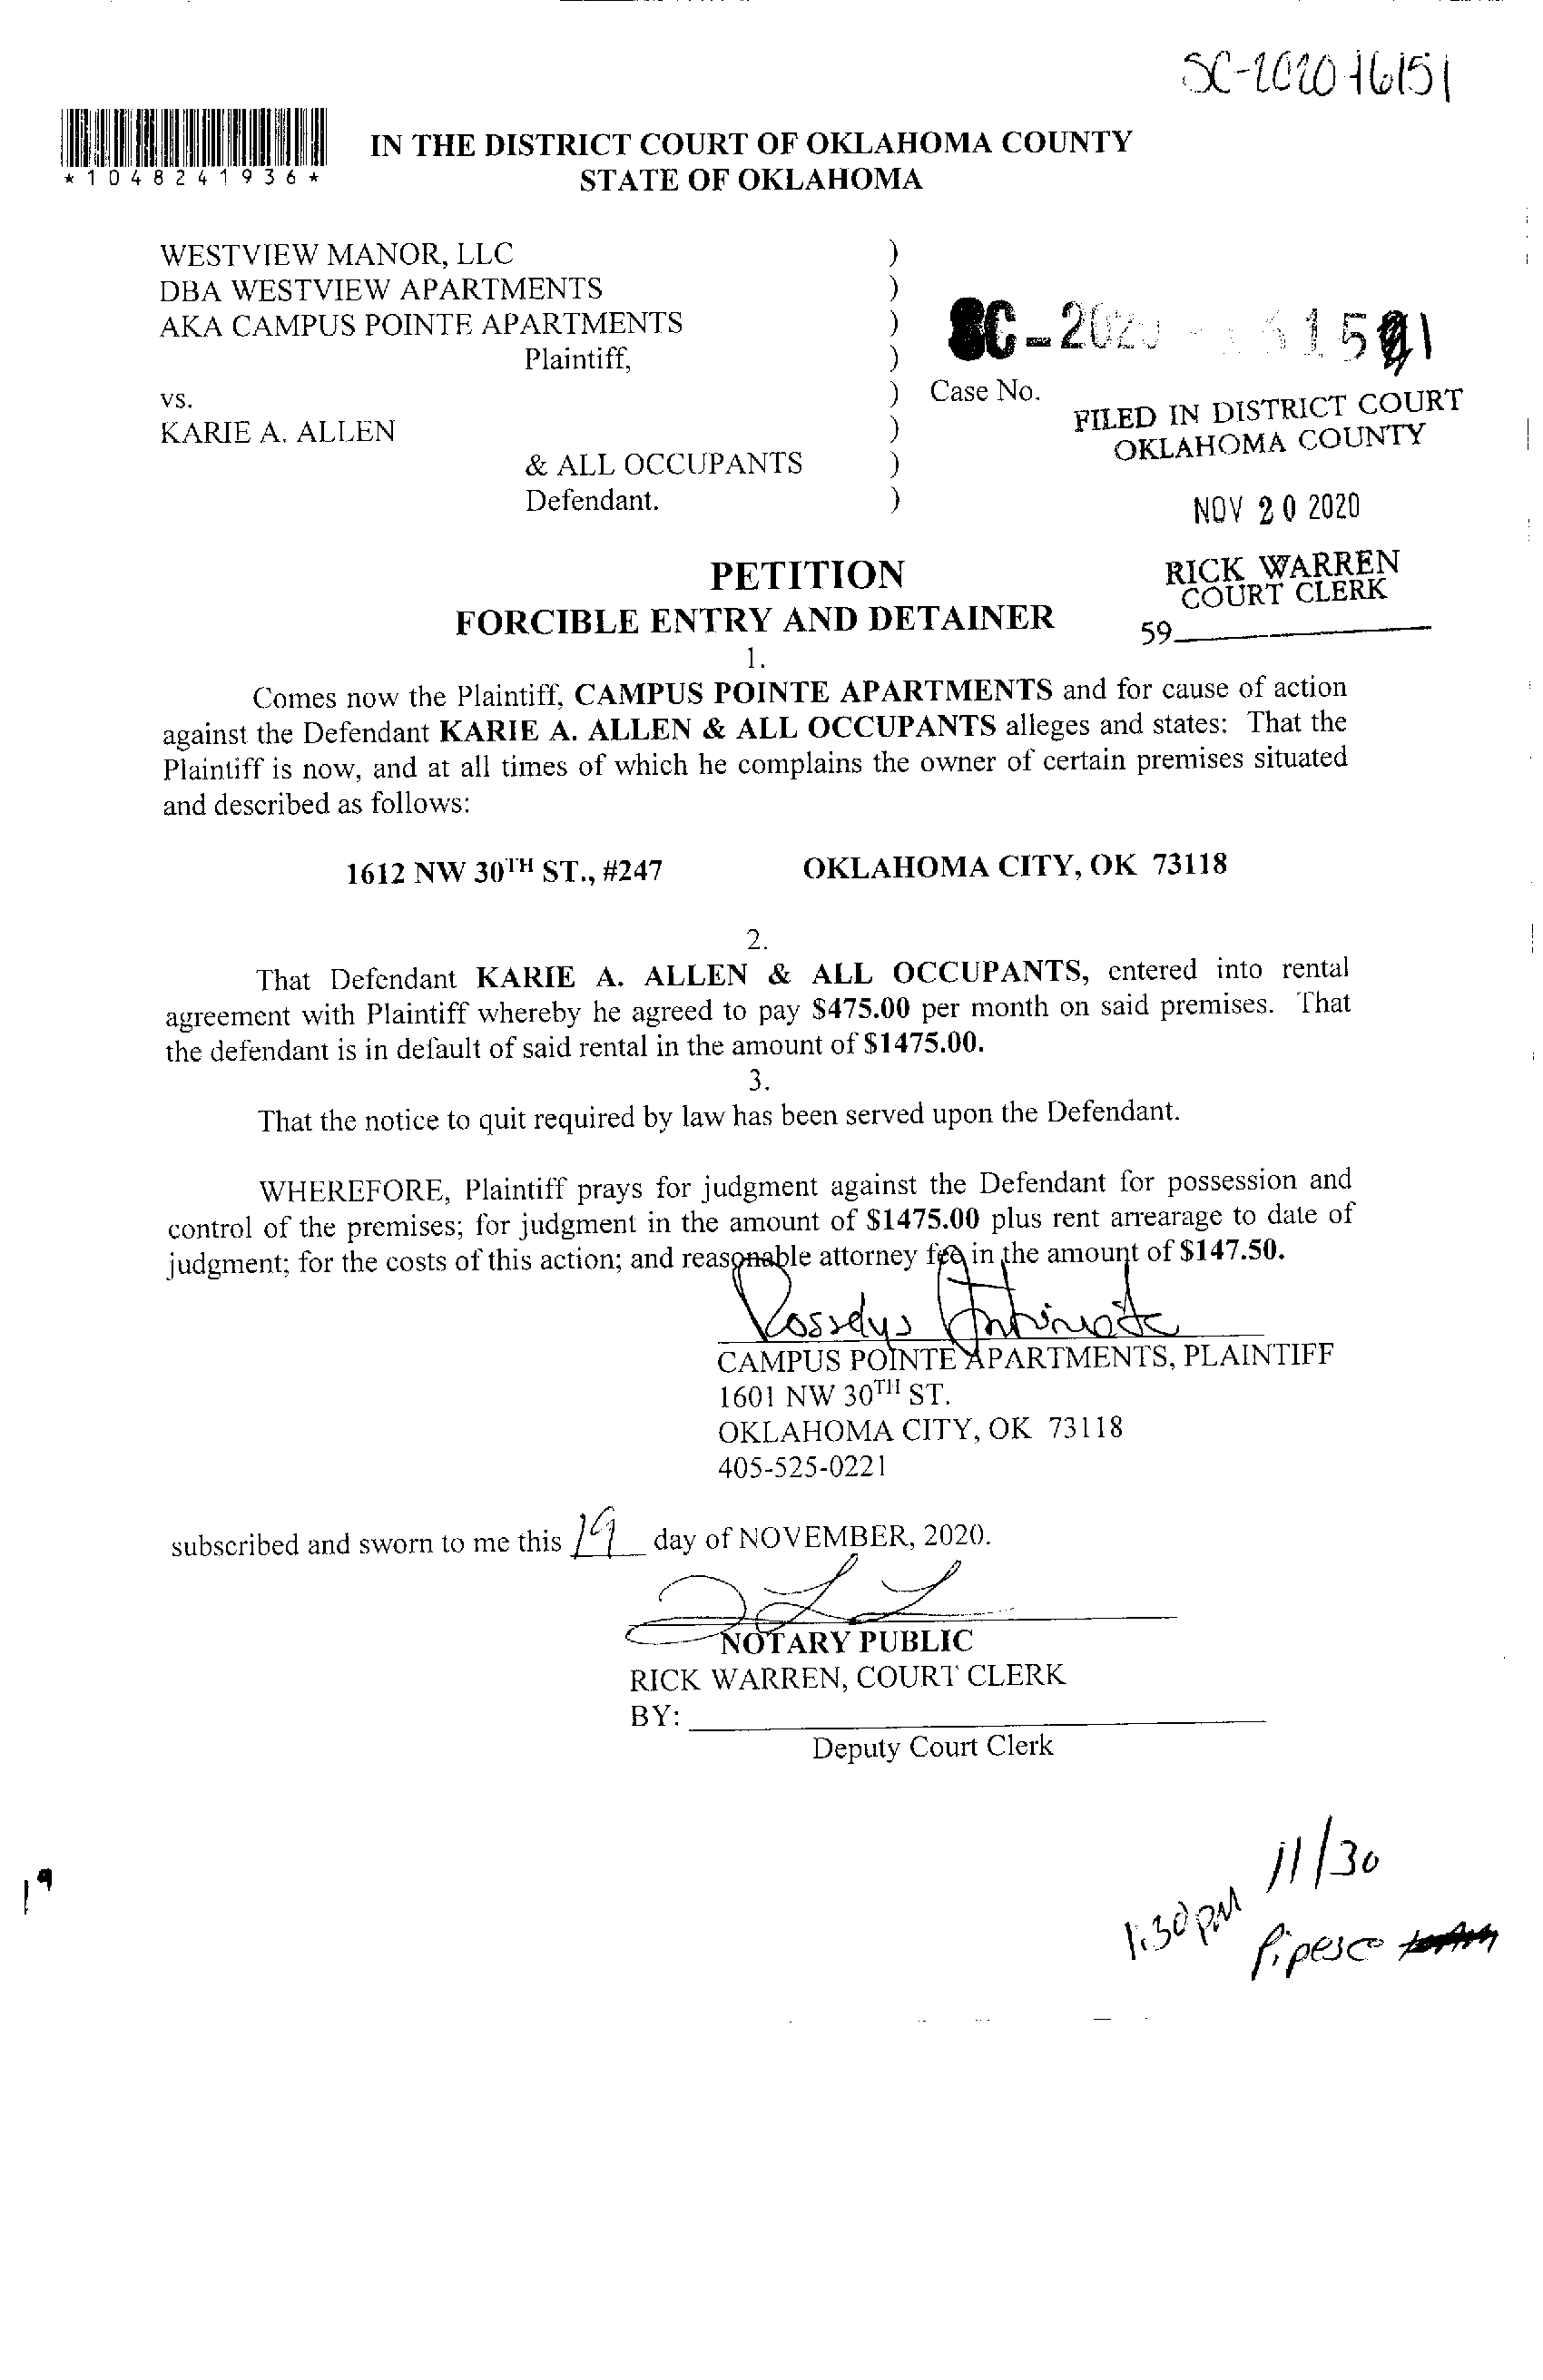 SC-2020-16151
*1048241936*
IN THE DISTRICT COURT OF OKLAHOMA COUNTY
STATE OF OKLAHOMA
WESTVIEW MANOR, LLC )
DBA WESTVIEW APARTMENTS )
AKA CAMPUS POINTE APARTMENTS )
Plaintiff, )
SC-2020 151
vs. ) Case No.
KARIE A. ALLEN )
& ALL OCCUPANTS )
Defendant. )
FILED IN DISTRICT COURT
OKLAHOMA COUNTY
NOV 20 2020
RICK WARREN
COURT CLERK
59
PETITION
FORCIBLE ENTRY AND DETAINER
1.
Comes now the Plaintiff, CAMPUS POINTE APARTMENTS and for cause of action
against the Defendant KARIE A. ALLEN & ALL OCCUPANTS alleges and states: That the
Plaintiff is now, and at all times of which he complains the owner of certain premises situated
and described as follows:
1612 NW 30TH ST., #247 OKLAHOMA CITY, OK 73118
2.
That Defendant KARIE A. ALLEN & ALL OCCUPANTS, entered into rental
agreement with Plaintiff whereby he agreed to pay $475.00 per month on said premises. That
the defendant is in default of said rental in the amount of $1475.00.
3.
That the notice to quit required by law has been served upon the Defendant.
WHEREFORE, Plaintiff prays for judgment against the Defendant for possession and
control of the premises; for judgment in the amount of $1475.00 plus rent arrearage to date of
judgment; for the costs of this action; and reasonable attorney fee in the amount of $147.50.
CAMPUS POINTE APARTMENTS, PLAINTIFF
1601 NW 30TH ST.
OKLAHOMA CITY, OK 73118
405-525-0221
subscribed and sworn to me this 19 day of NOVEMBER, 2020.
NOTARY PUBLIC
RICK WARREN, COURT CLERK
BY:
Deputy Court Clerk
19
11/30
1:30 PM